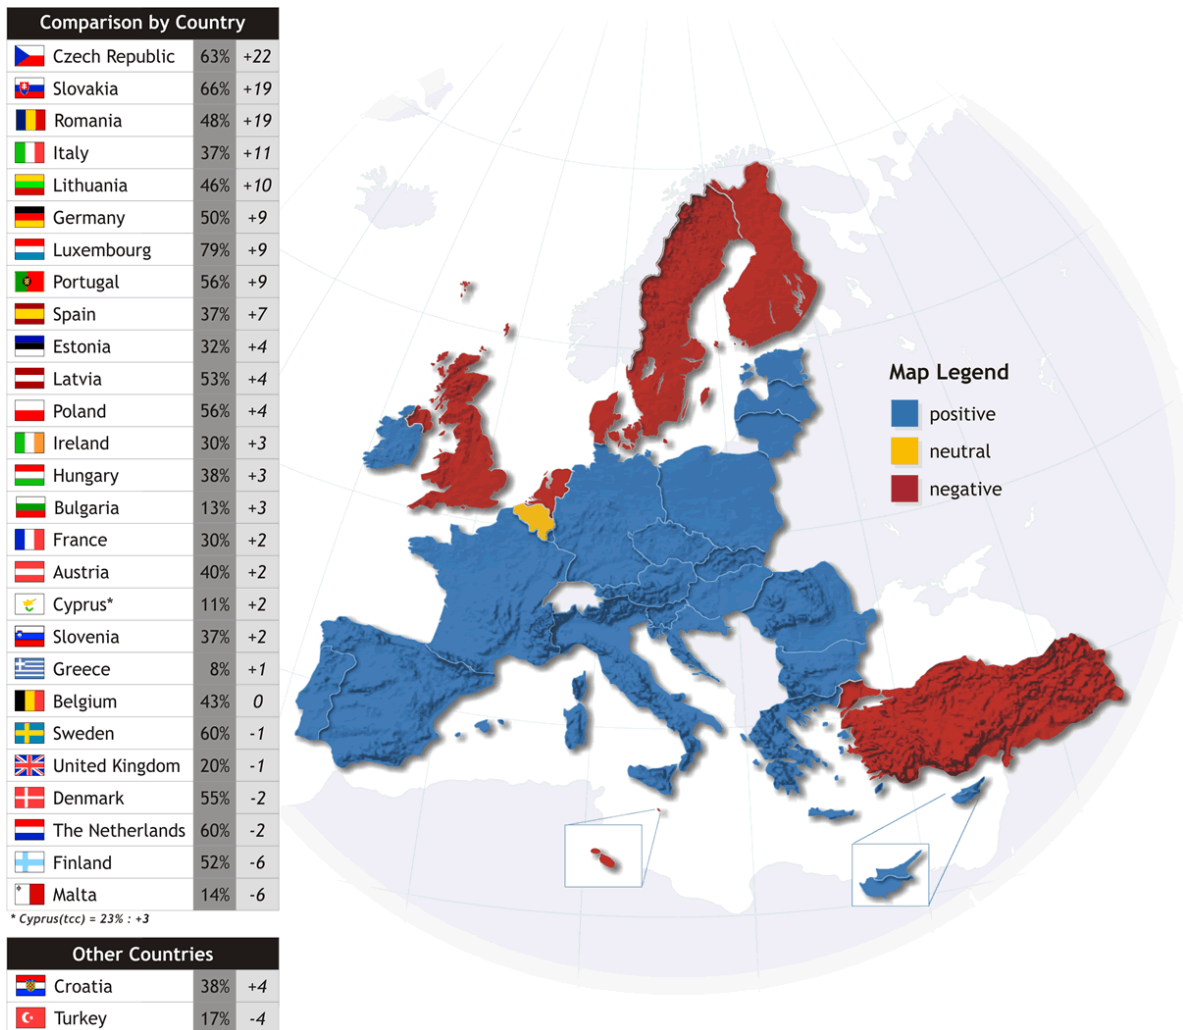 Comparison by Country
Czech Republic 63% +22
Slovakia 66% +19
Romania 48% +19
Italy 37% +11
Lithuania 46% +10
Germany 50% +9
Luxembourg 79% +9
Portugal 56% +9
Spain 37% +7
Estonia 32% +4
Latvia 53% +4
Poland 56% +4
Ireland 30% +3
Hungary 38% +3
Bulgaria 13% +3
France 30% +2
Austria 40% +2
Cyprus* 11% +2
Slovenia 37% +2
Greece 8% +1
Belgium 43% 0
Sweden 60% -1
United Kingdom 20% -1
Denmark 55% -2
The Netherlands 60% -2
Finland 52% -6
Malta 14% -6
* Cyprus(tcc) = 23% : +3
Other Countries
Croatia 38% +4
Turkey 17% -4
Map Legend
positive
neutral
negative